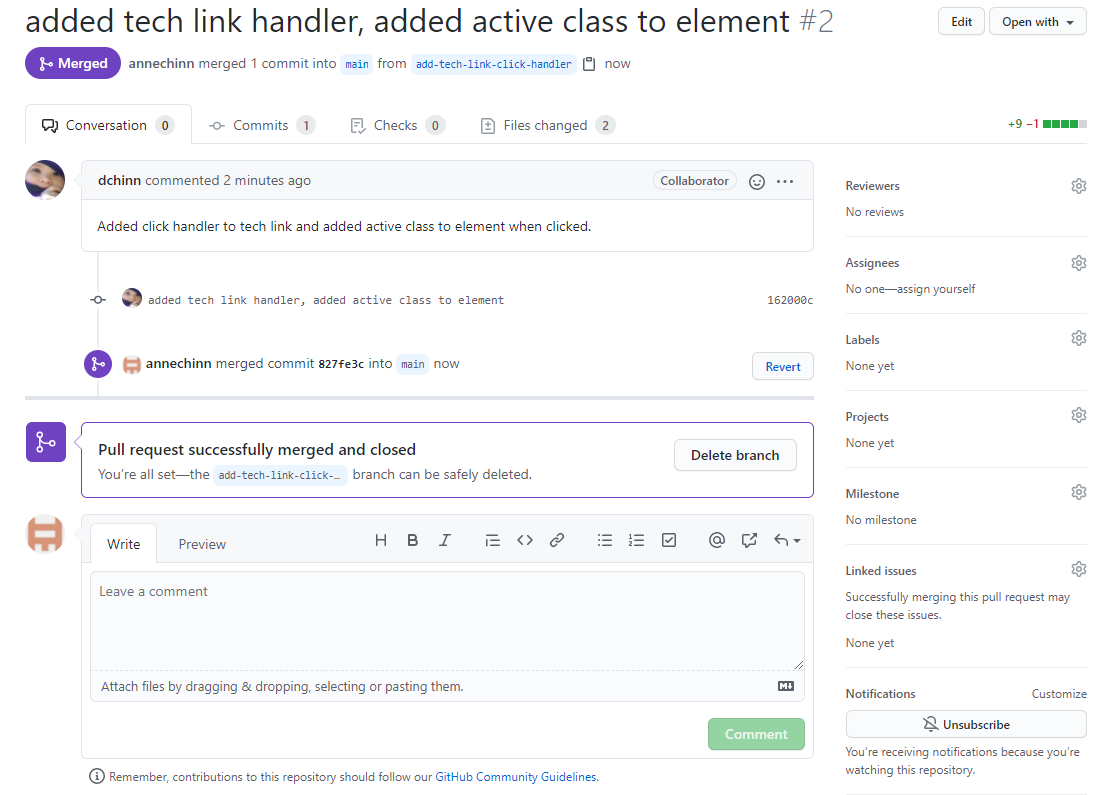 added tech link handler, added active class to element #2
Edit
Open with
Merged
annechinn merged 1 commit into main from add-tech-link-click-handler now
Conversation 0
Commits 1
Checks 0
Files changed 2
+9 −1
dchinn commented 2 minutes ago
Collaborator
Added click handler to tech link and added active class to element when clicked.
added tech link handler, added active class to element
162000c
annechinn merged commit 827fe3c into main now
Revert
Pull request successfully merged and closed
You're all set—the add-tech-link-click-… branch can be safely deleted.
Delete branch
Write
Preview
Leave a comment
Attach files by dragging & dropping, selecting or pasting them.
Comment
Remember, contributions to this repository should follow our GitHub Community Guidelines.
Reviewers
No reviews
Assignees
No one—assign yourself
Labels
None yet
Projects
None yet
Milestone
No milestone
Linked issues
Successfully merging this pull request may
close these issues.
None yet
Notifications
Customize
Unsubscribe
You're receiving notifications because you're
watching this repository.